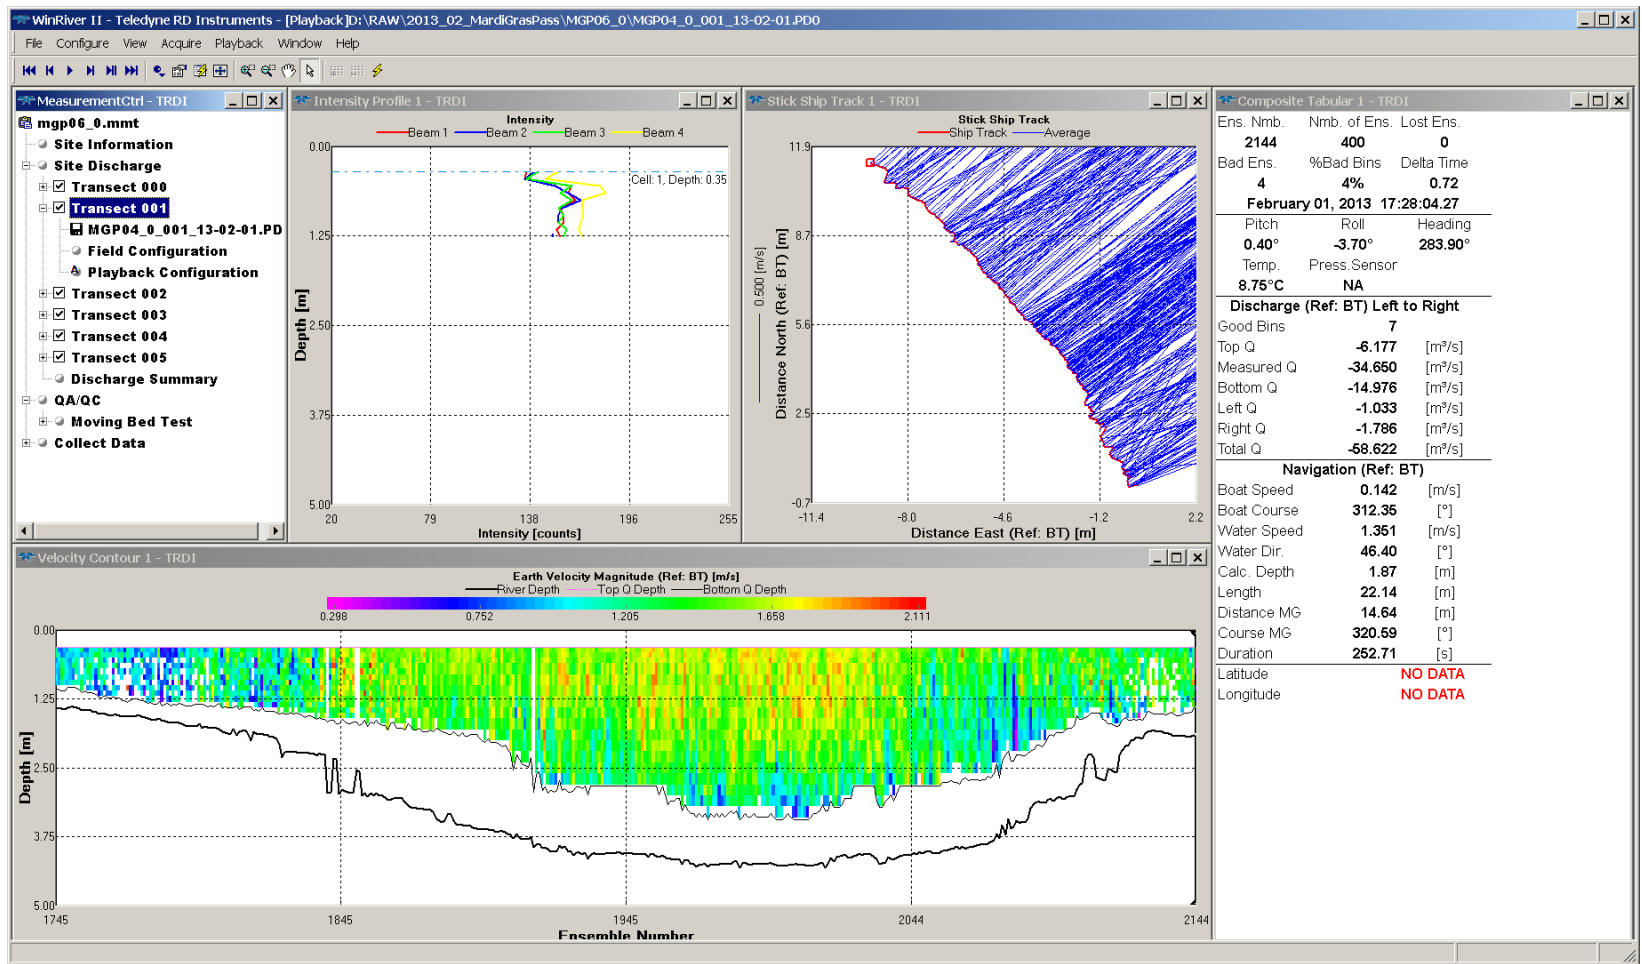 WinRiver II - Teledyne RD Instruments - [Playback]D:\RAW\2013_02_MardiGrasPass\MGP06_0\MGP04_0_001_13-02-01.PD0
File Configure View Acquire Playback Window Help
MeasurementCtrl - TRDI
mgp06_0.mmt
Site Information
Site Discharge
Transect 000
Transect 001
MGP04_0_001_13-02-01.PD
Field Configuration
Playback Configuration
Transect 002
Transect 003
Transect 004
Transect 005
Discharge Summary
QA/QC
Moving Bed Test
Collect Data
Intensity Profile 1 - TRDI
Intensity
Beam 1 Beam 2 Beam 3 Beam 4
Cell: 1, Depth: 0.35
0.00
1.25
2.50
3.75
5.00
Depth [m]
20 79 138 196 255
Intensity [counts]
Stick Ship Track 1 - TRDI
Stick Ship Track
Ship Track Average
11.9
8.7
5.6
2.5
-0.7
0.500 [m/s]
Distance North (Ref: BT) [m]
-11.4 -8.0 -4.6 -1.2 2.2
Distance East (Ref: BT) [m]
Composite Tabular 1 - TRDI
Ens. Nmb. Nmb. of Ens. Lost Ens.
2144 400 0
Bad Ens. %Bad Bins Delta Time
4 4% 0.72
February 01, 2013 17:28:04.27
Pitch Roll Heading
0.40° -3.70° 283.90°
Temp. Press.Sensor
8.75°C NA
Discharge (Ref: BT) Left to Right
Good Bins 7
Top Q -6.177 [m³/s]
Measured Q -34.650 [m³/s]
Bottom Q -14.976 [m³/s]
Left Q -1.033 [m³/s]
Right Q -1.786 [m³/s]
Total Q -58.622 [m³/s]
Navigation (Ref: BT)
Boat Speed 0.142 [m/s]
Boat Course 312.35 [°]
Water Speed 1.351 [m/s]
Water Dir. 46.40 [°]
Calc. Depth 1.87 [m]
Length 22.14 [m]
Distance MG 14.64 [m]
Course MG 320.59 [°]
Duration 252.71 [s]
Latitude NO DATA
Longitude NO DATA
Velocity Contour 1 - TRDI
Earth Velocity Magnitude (Ref: BT) [m/s]
River Depth Top Q Depth Bottom Q Depth
0.298 0.752 1.205 1.658 2.111
0.00
1.25
2.50
3.75
5.00
Depth [m]
1745 1845 1945 2044 2144
Ensemble Number